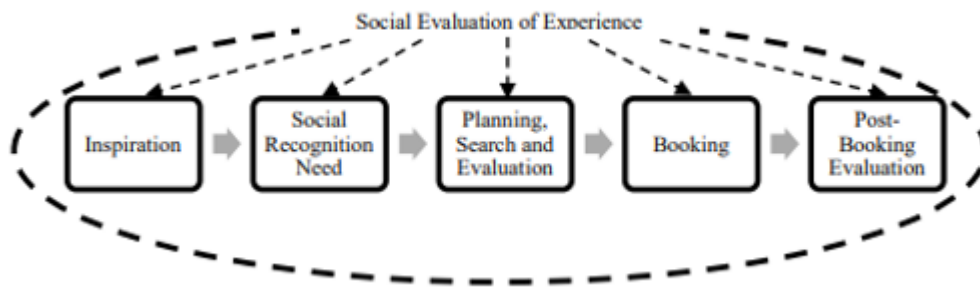 Social Evaluation of Experience
Inspiration
Social
Recognition
Need
Planning,
Search and
Evaluation
Booking
Post-
Booking
Evaluation